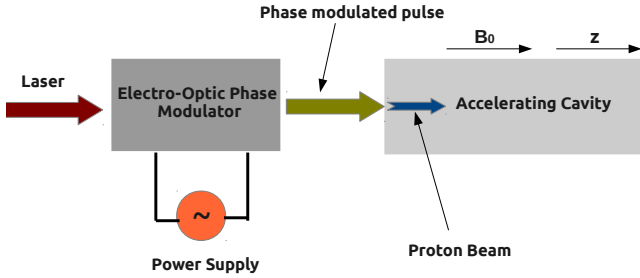 Phase modulated pulse
B₀
z
Laser
Electro-Optic Phase
Modulator
Accelerating Cavity
~
Power Supply
Proton Beam